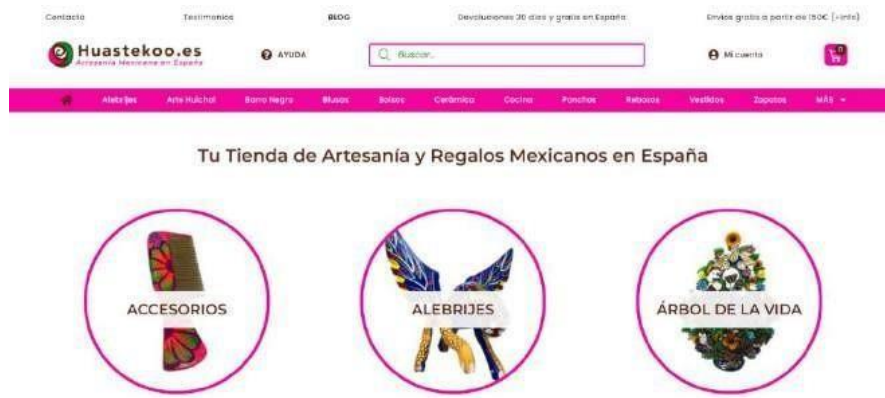 Contacto
Testimonios
BLOG
Devoluciones 30 días y gratis en España
Envíos gratis a partir de 150€ (+info)
Huastekoo.es
Artesanía Mexicana en España
AYUDA
Buscar...
Mi cuenta
0
Alebrijes
Arte Huichol
Barro Negro
Blusas
Bolsos
Cerámica
Cocina
Ponchos
Rebozos
Vestidos
Zapatos
MÁS
Tu Tienda de Artesanía y Regalos Mexicanos en España
ACCESORIOS
ALEBRIJES
ÁRBOL DE LA VIDA